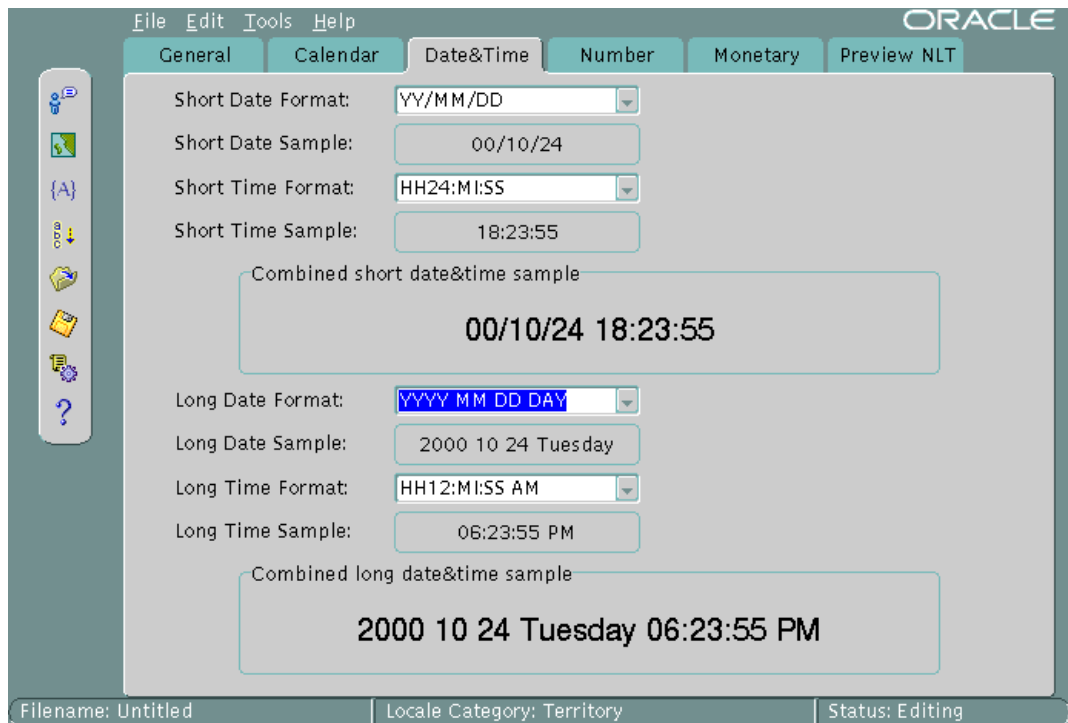 File Edit Tools Help
ORACLE
General Calendar Date&Time Number Monetary Preview NLT
Short Date Format: YY/MM/DD
Short Date Sample: 00/10/24
{A}
Short Time Format: HH24:MI:SS
a
b
c
Short Time Sample: 18:23:55
Combined short date&time sample
00/10/24 18:23:55
?
Long Date Format: YYYY MM DD DAY
Long Date Sample: 2000 10 24 Tuesday
Long Time Format: HH12:MI:SS AM
Long Time Sample: 06:23:55 PM
Combined long date&time sample
2000 10 24 Tuesday 06:23:55 PM
Filename: Untitled Locale Category: Territory Status: Editing